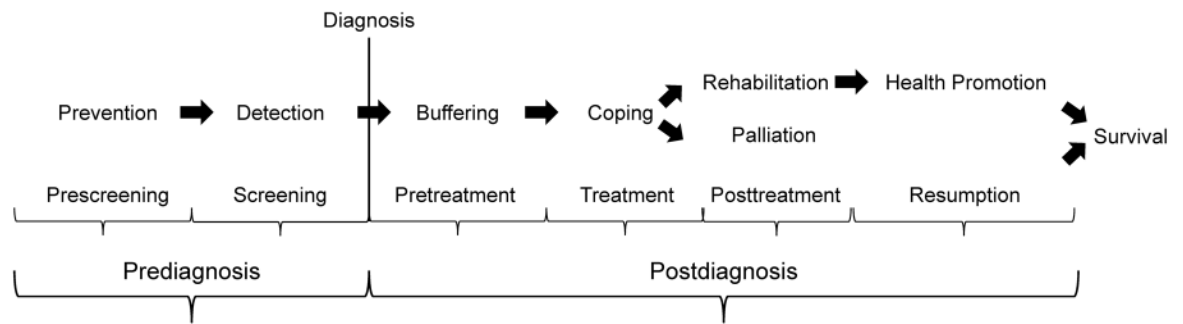 Diagnosis
Rehabilitation Health Promotion
Prevention Detection Buffering Coping
Palliation Survival
Prescreening Screening Pretreatment Treatment Posttreatment Resumption
Prediagnosis Postdiagnosis